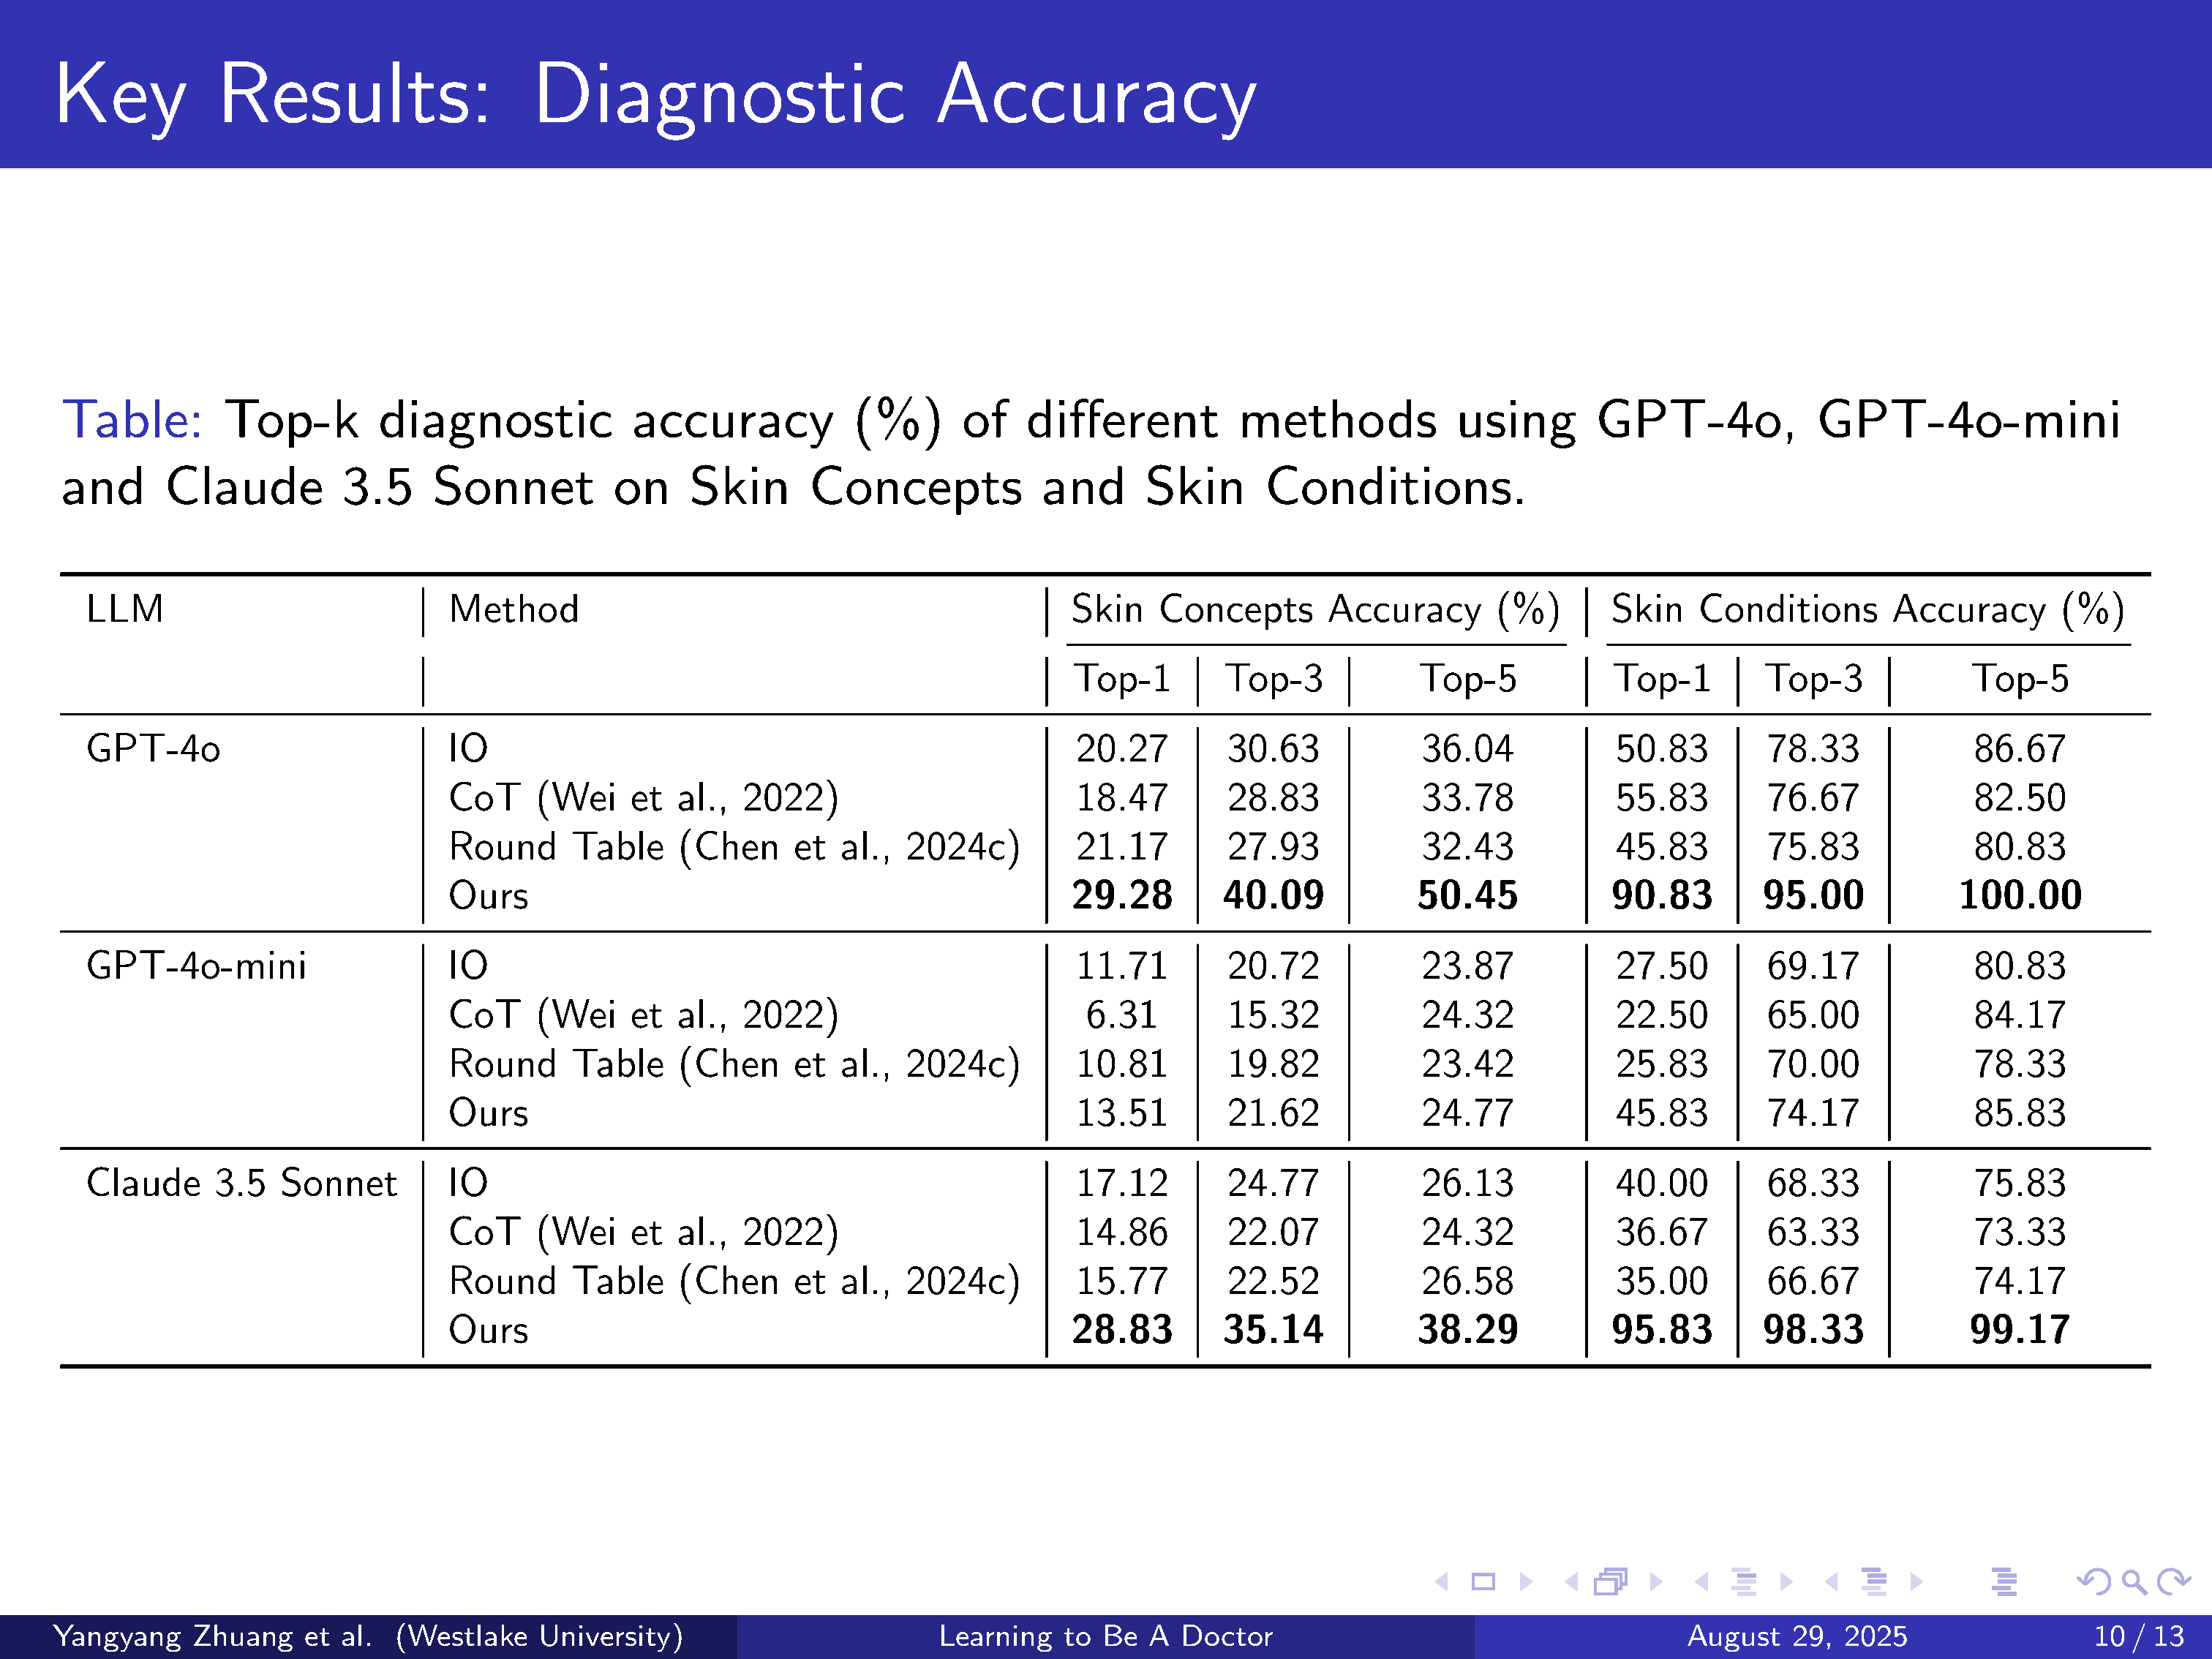 Key Results: Diagnostic Accuracy
Table: Top-k diagnostic accuracy (%) of different methods using GPT-4o, GPT-4o-mini
and Claude 3.5 Sonnet on Skin Concepts and Skin Conditions.
LLM Method Skin Concepts Accuracy (%) Skin Conditions Accuracy (%)
Top-1 Top-3 Top-5 Top-1 Top-3 Top-5
GPT-4o IO 20.27 30.63 36.04 50.83 78.33 86.67
CoT (Wei et al., 2022) 18.47 28.83 33.78 55.83 76.67 82.50
Round Table (Chen et al., 2024c) 21.17 27.93 32.43 45.83 75.83 80.83
Ours 29.28 40.09 50.45 90.83 95.00 100.00
GPT-4o-mini IO 11.71 20.72 23.87 27.50 69.17 80.83
CoT (Wei et al., 2022) 6.31 15.32 24.32 22.50 65.00 84.17
Round Table (Chen et al., 2024c) 10.81 19.82 23.42 25.83 70.00 78.33
Ours 13.51 21.62 24.77 45.83 74.17 85.83
Claude 3.5 Sonnet IO 17.12 24.77 26.13 40.00 68.33 75.83
CoT (Wei et al., 2022) 14.86 22.07 24.32 36.67 63.33 73.33
Round Table (Chen et al., 2024c) 15.77 22.52 26.58 35.00 66.67 74.17
Ours 28.83 35.14 38.29 95.83 98.33 99.17
Yangyang Zhuang et al. (Westlake University) Learning to Be A Doctor August 29, 2025 10 / 13